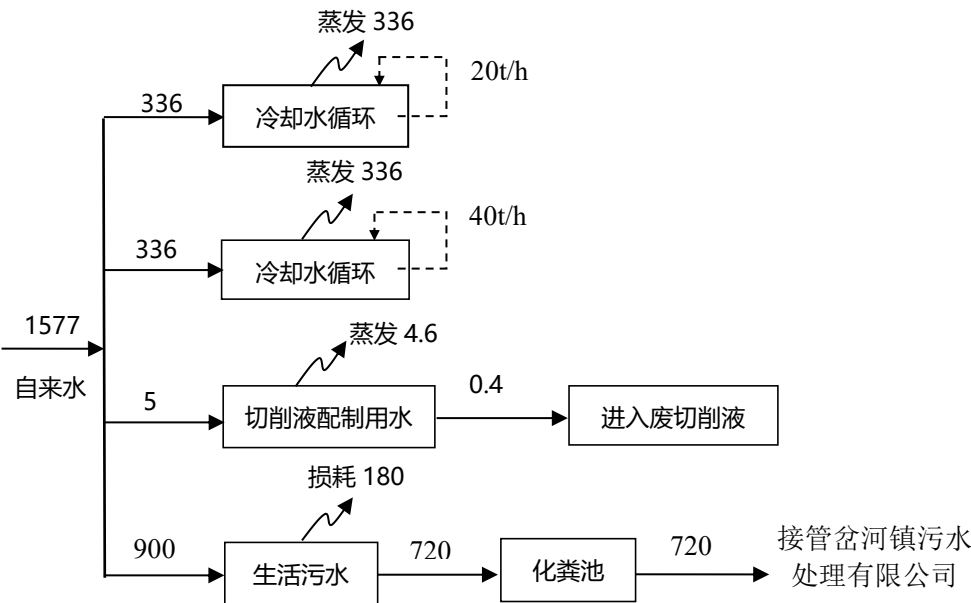 蒸发 336
20t/h
336
冷却水循环
蒸发 336
40t/h
336
冷却水循环
1577
自来水
蒸发 4.6
5
切削液配制用水
0.4
进入废切削液
损耗 180
900
生活污水
720
化粪池
720
接管岔河镇污水
处理有限公司